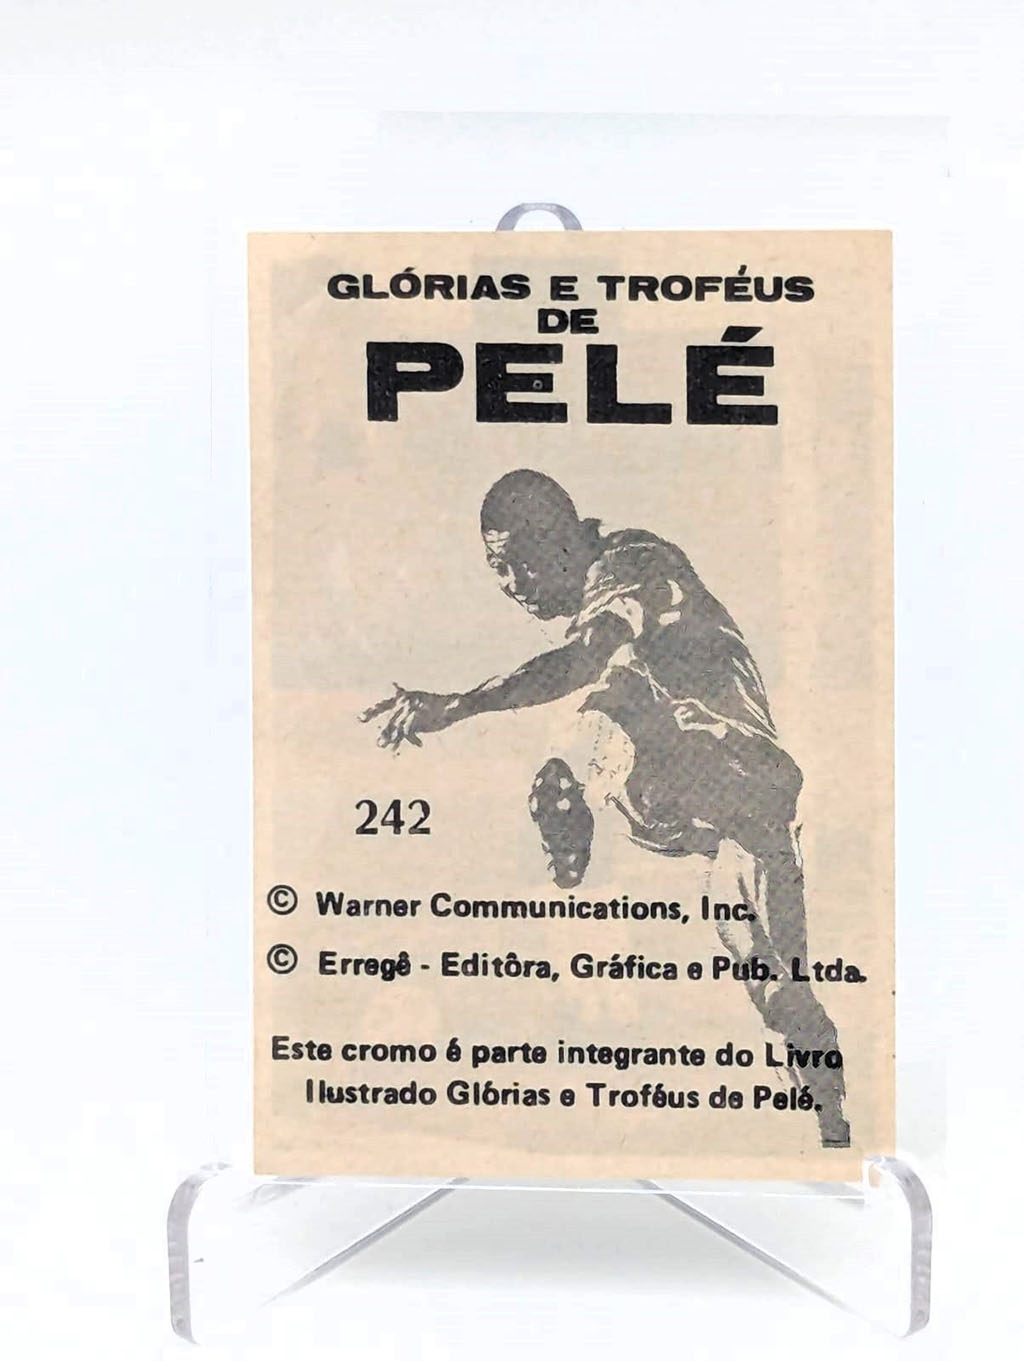 GLÓRIAS E TROFÉUS
DE
PELÉ
242
© Warner Communications, Inc.
© Erregê - Editôra, Gráfica e Pub. Ltda.
Este cromo é parte integrante do Livro
Ilustrado Glórias e Troféus de Pelé.